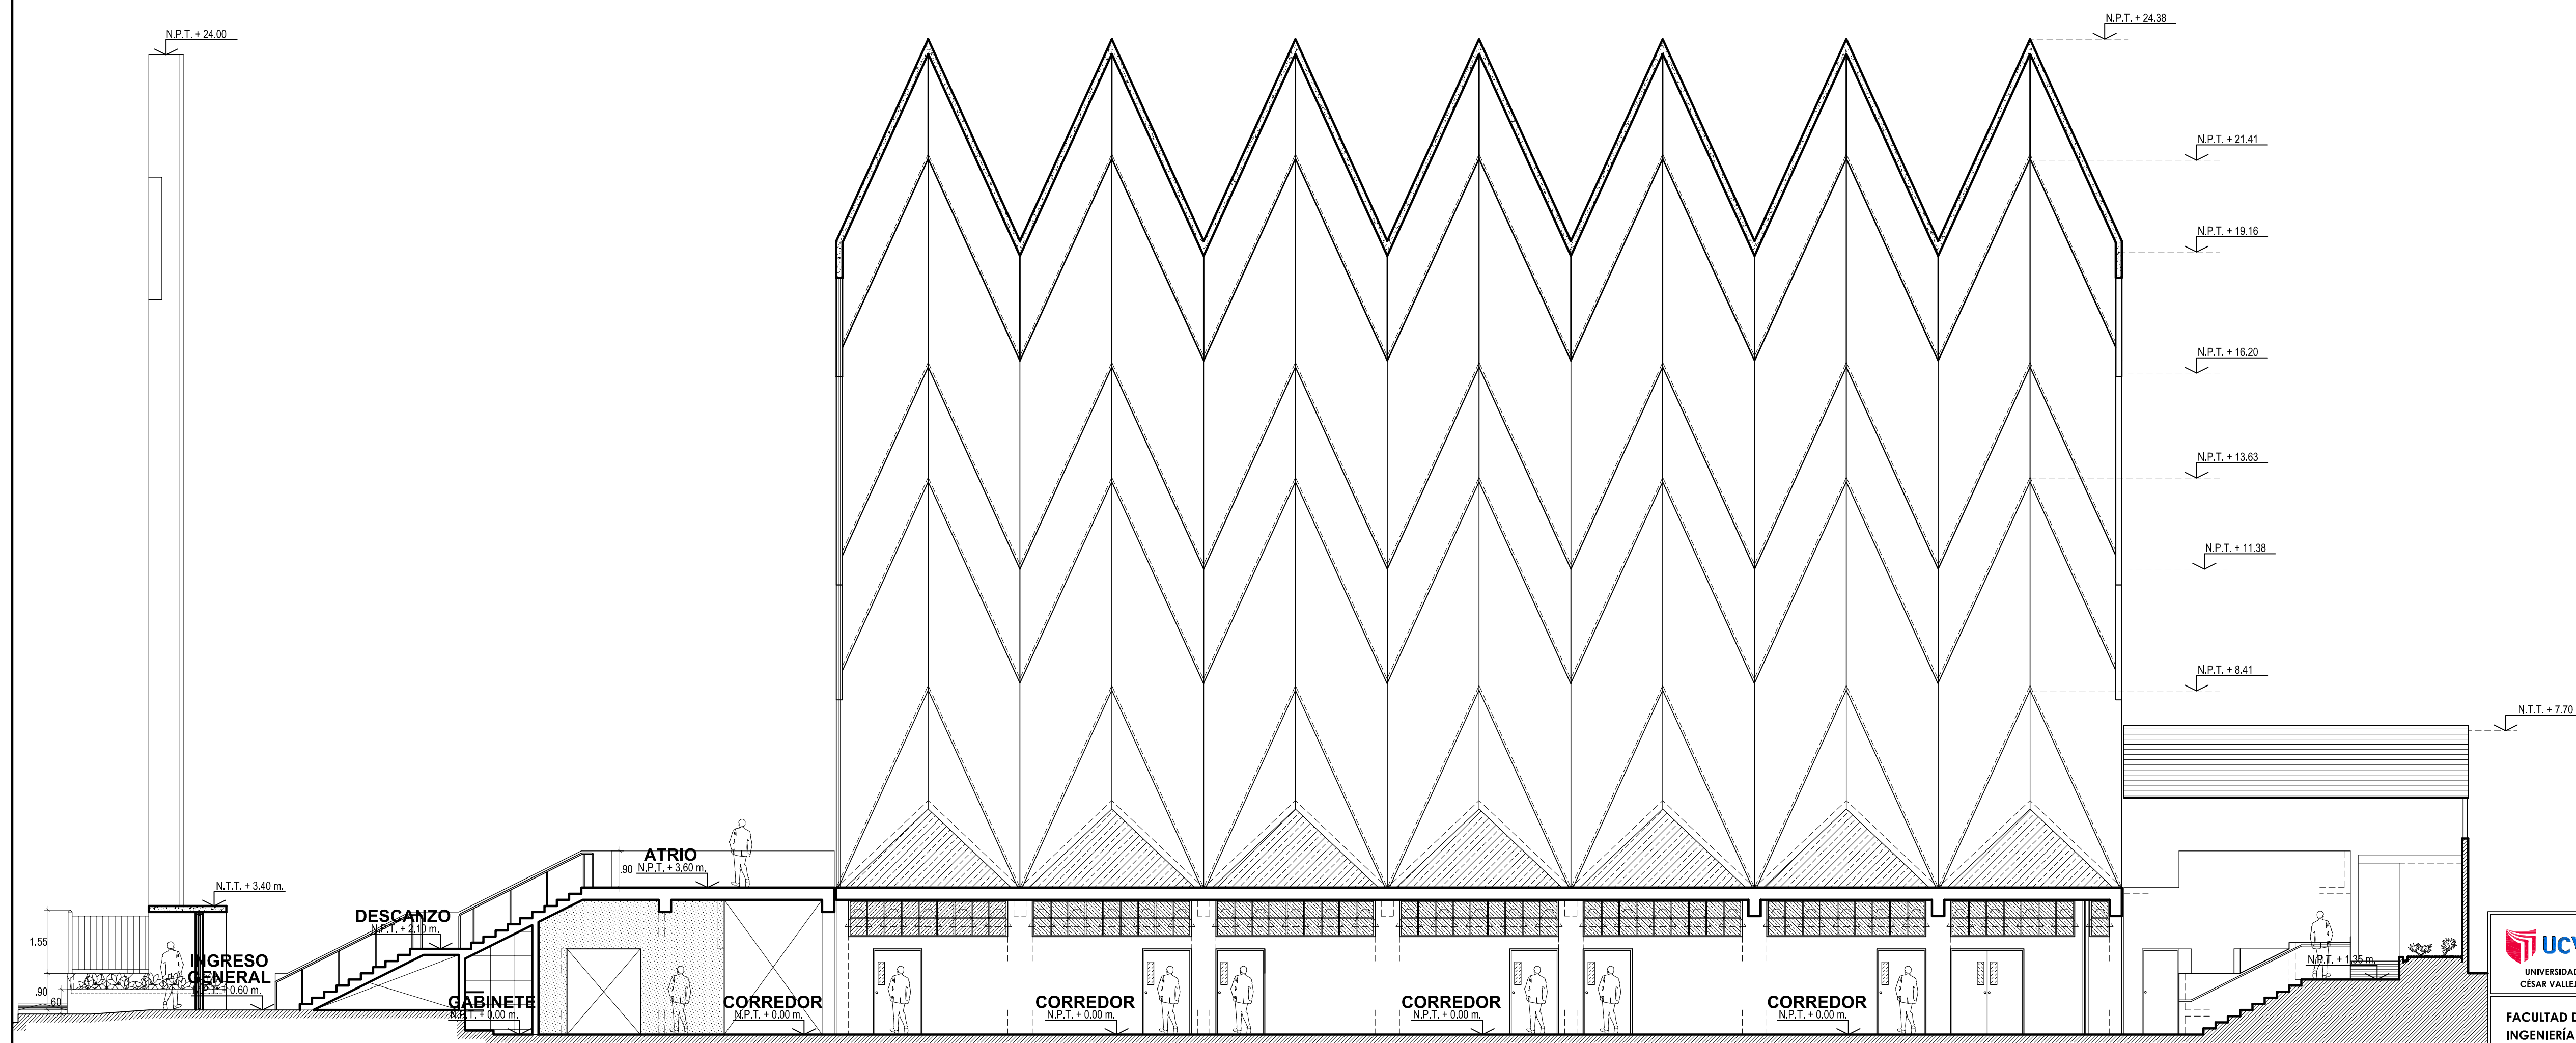 N.P.T. + 24.00
N.P.T. + 24.38
N.P.T. + 21.41
N.P.T. + 19.16
N.P.T. + 16.20
N.P.T. + 13.63
N.P.T. + 11.38
N.P.T. + 8.41
N.T.T. + 7.70
ATRIO
N.P.T. + 3.60 m.
.90
N.T.T. + 3.40 m.
DESCANZO
N.P.T. + 2.10 m.
1.55
INGRESO
GENERAL
N.P.T. + 0.60 m.
.90
.60
GABINETE
N.P.T. + 0.00 m.
CORREDOR
N.P.T. + 0.00 m.
CORREDOR
N.P.T. + 0.00 m.
CORREDOR
N.P.T. + 0.00 m.
CORREDOR
N.P.T. + 0.00 m.
N.P.T. + 1.35 m.
UCV
UNIVERSIDAD
CÉSAR VALLEJ
FACULTAD D
INGENIERÍA